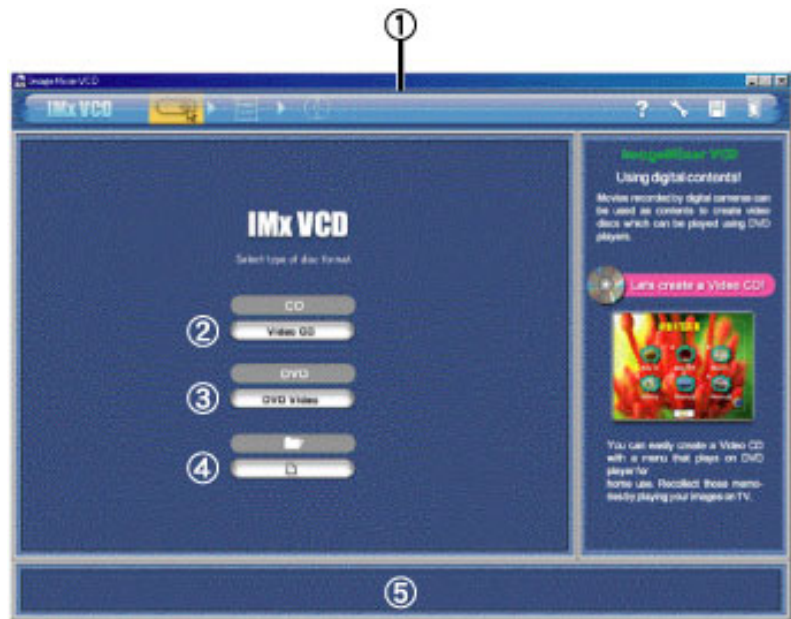 ①
ImageMixer VCD
IMx VCD
?
ImageMixer VCD
Using digital contents!
Movies recorded by digital cameras can
be used as contents to create video
discs which can be played using DVD
players.
IMx VCD
Select type of disc format.
Let's create a Video CD!
CD
② Video CD
DVD
③ DVD Video
④
You can easily create a Video CD
with a menu that plays on DVD
player for
home use. Recollect those memo-
ries by playing your images on TV.
⑤